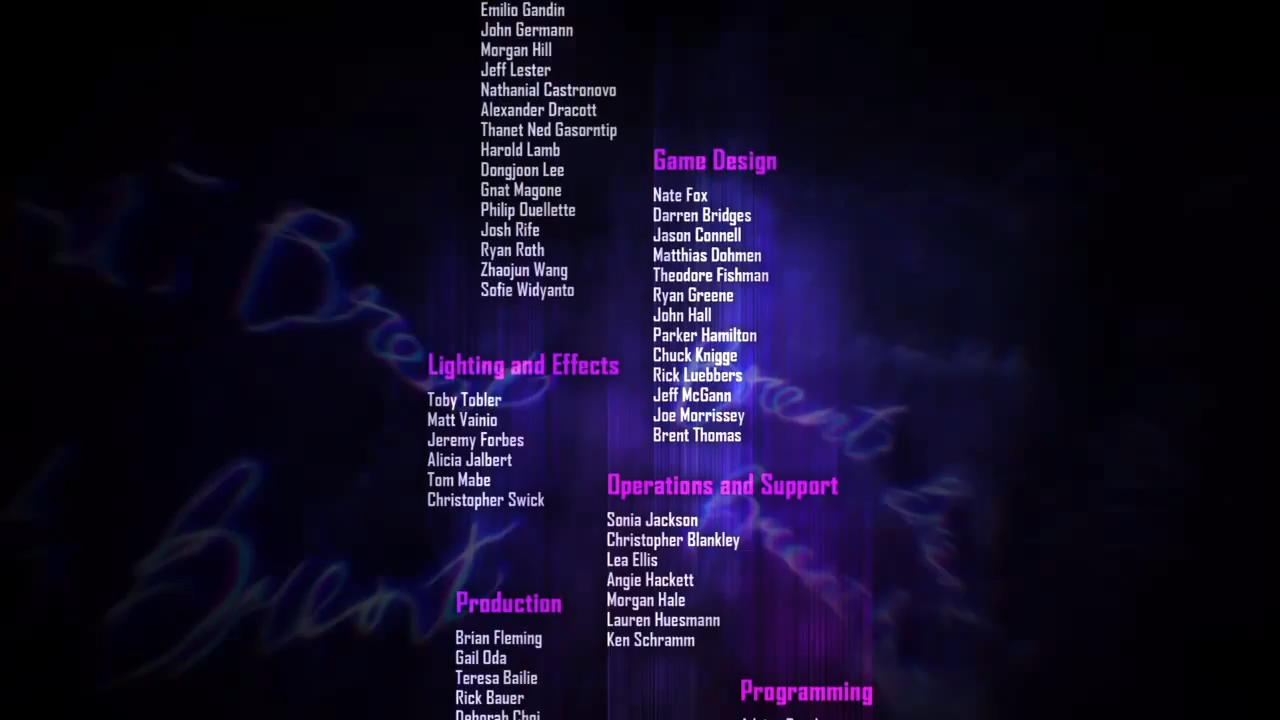 Emilio Gandin
John Germann
Morgan Hill
Jeff Lester
Nathanial Castronovo
Alexander Dracott
Thanet Ned Gasorntip
Harold Lamb
Dongjoon Lee
Gnat Magone
Philip Ouellette
Josh Rife
Ryan Roth
Zhaojun Wang
Sofie Widyanto
Lighting and Effects
Toby Tobler
Matt Vainio
Jeremy Forbes
Alicia Jalbert
Tom Mabe
Christopher Swick
Production
Brian Fleming
Gail Oda
Teresa Bailie
Rick Bauer
Deborah Choi
Game Design
Nate Fox
Darren Bridges
Jason Connell
Matthias Dohmen
Theodore Fishman
Ryan Greene
John Hall
Parker Hamilton
Chuck Knigge
Rick Luebbers
Jeff McGann
Joe Morrissey
Brent Thomas
Operations and Support
Sonia Jackson
Christopher Blankley
Lea Ellis
Angie Hackett
Morgan Hale
Lauren Huesmann
Ken Schramm
Programming
Brent
Brent